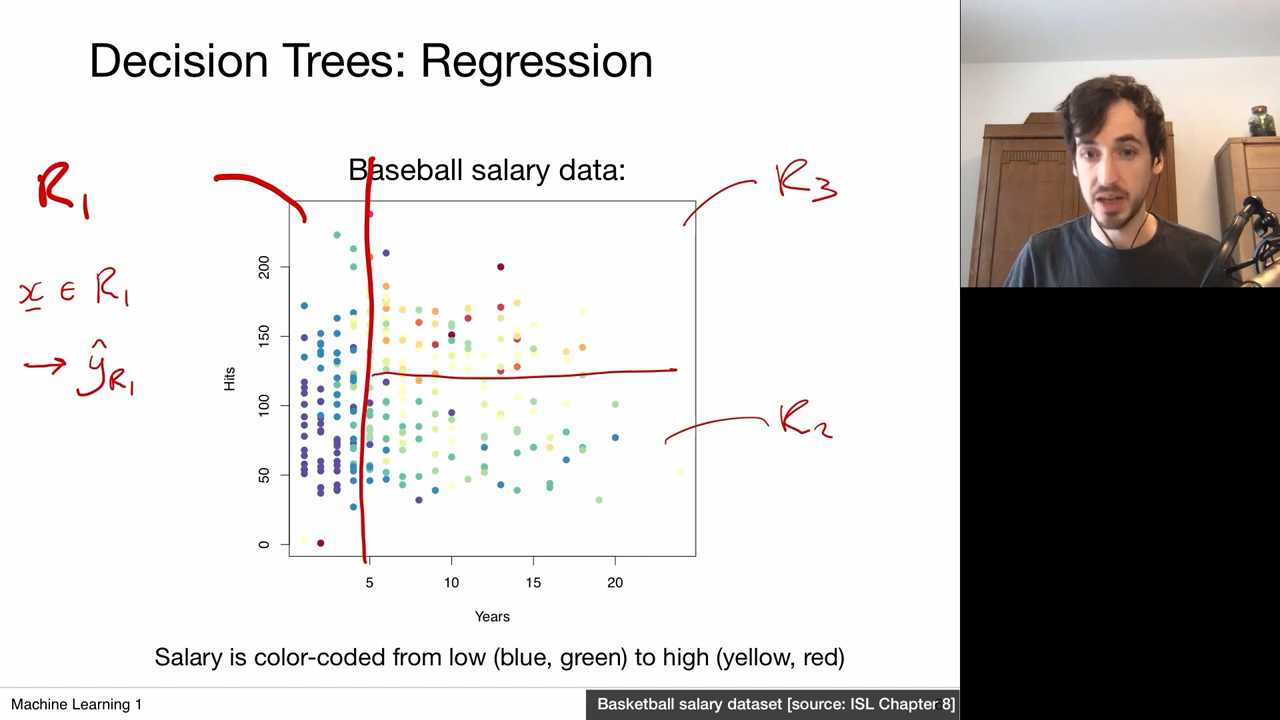 Decision Trees: Regression
Baseball salary data:
R₁
R₃
x ∈ R₁
→ ŷ_R₁
R₂
Hits
200
150
100
50
0
5 10 15 20
Years
Salary is color-coded from low (blue, green) to high (yellow, red)
Machine Learning 1
Basketball salary dataset [source: ISL Chapter 8]